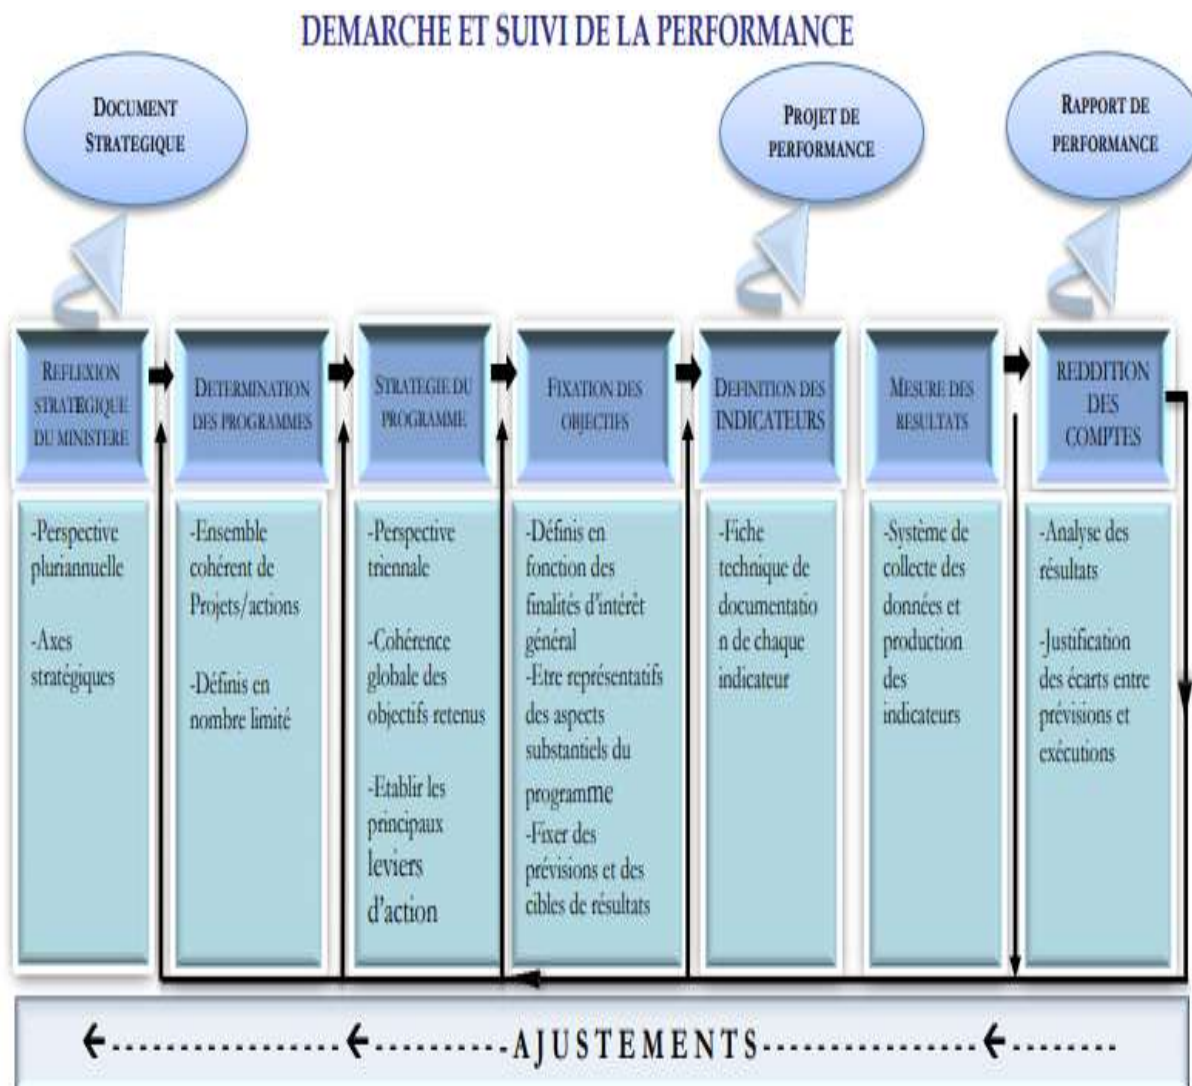 DEMARCHE ET SUIVI DE LA PERFORMANCE
DOCUMENT
STRATEGIQUE
PROJET DE
PERFORMANCE
RAPPORT DE
PERFORMANCE
REFLEXION
STRATEGIQUE
DU MINISTERE
DETERMINATION
DES PROGRAMMES
STRATEGIE DU
PROGRAMME
FIXATION DES
OBJECTIFS
DEFINITION DES
INDICATEURS
MESURE DES
RESULTATS
REDDITION
DES
COMPTES
-Perspective
pluriannuelle
-Axes
stratégiques
-Ensemble
cohérent de
Projets/actions
-Définis en
nombre limité
-Perspective
triennale
-Cohérence
globale des
objectifs retenus
-Etablir les
principaux
leviers
d'action
-Définis en
fonction des
finalités d'intérêt
général
-Etre représentatifs
des aspects
substantiels du
programme
-Fixer des
prévisions et des
cibles de résultats
-Fiche
technique de
documentatio
n de chaque
indicateur
-Système de
collecte des
données et
production
des
indicateurs
-Analyse des
résultats
-Justification
des écarts entre
prévisions et
exécutions
AJUSTEMENTS